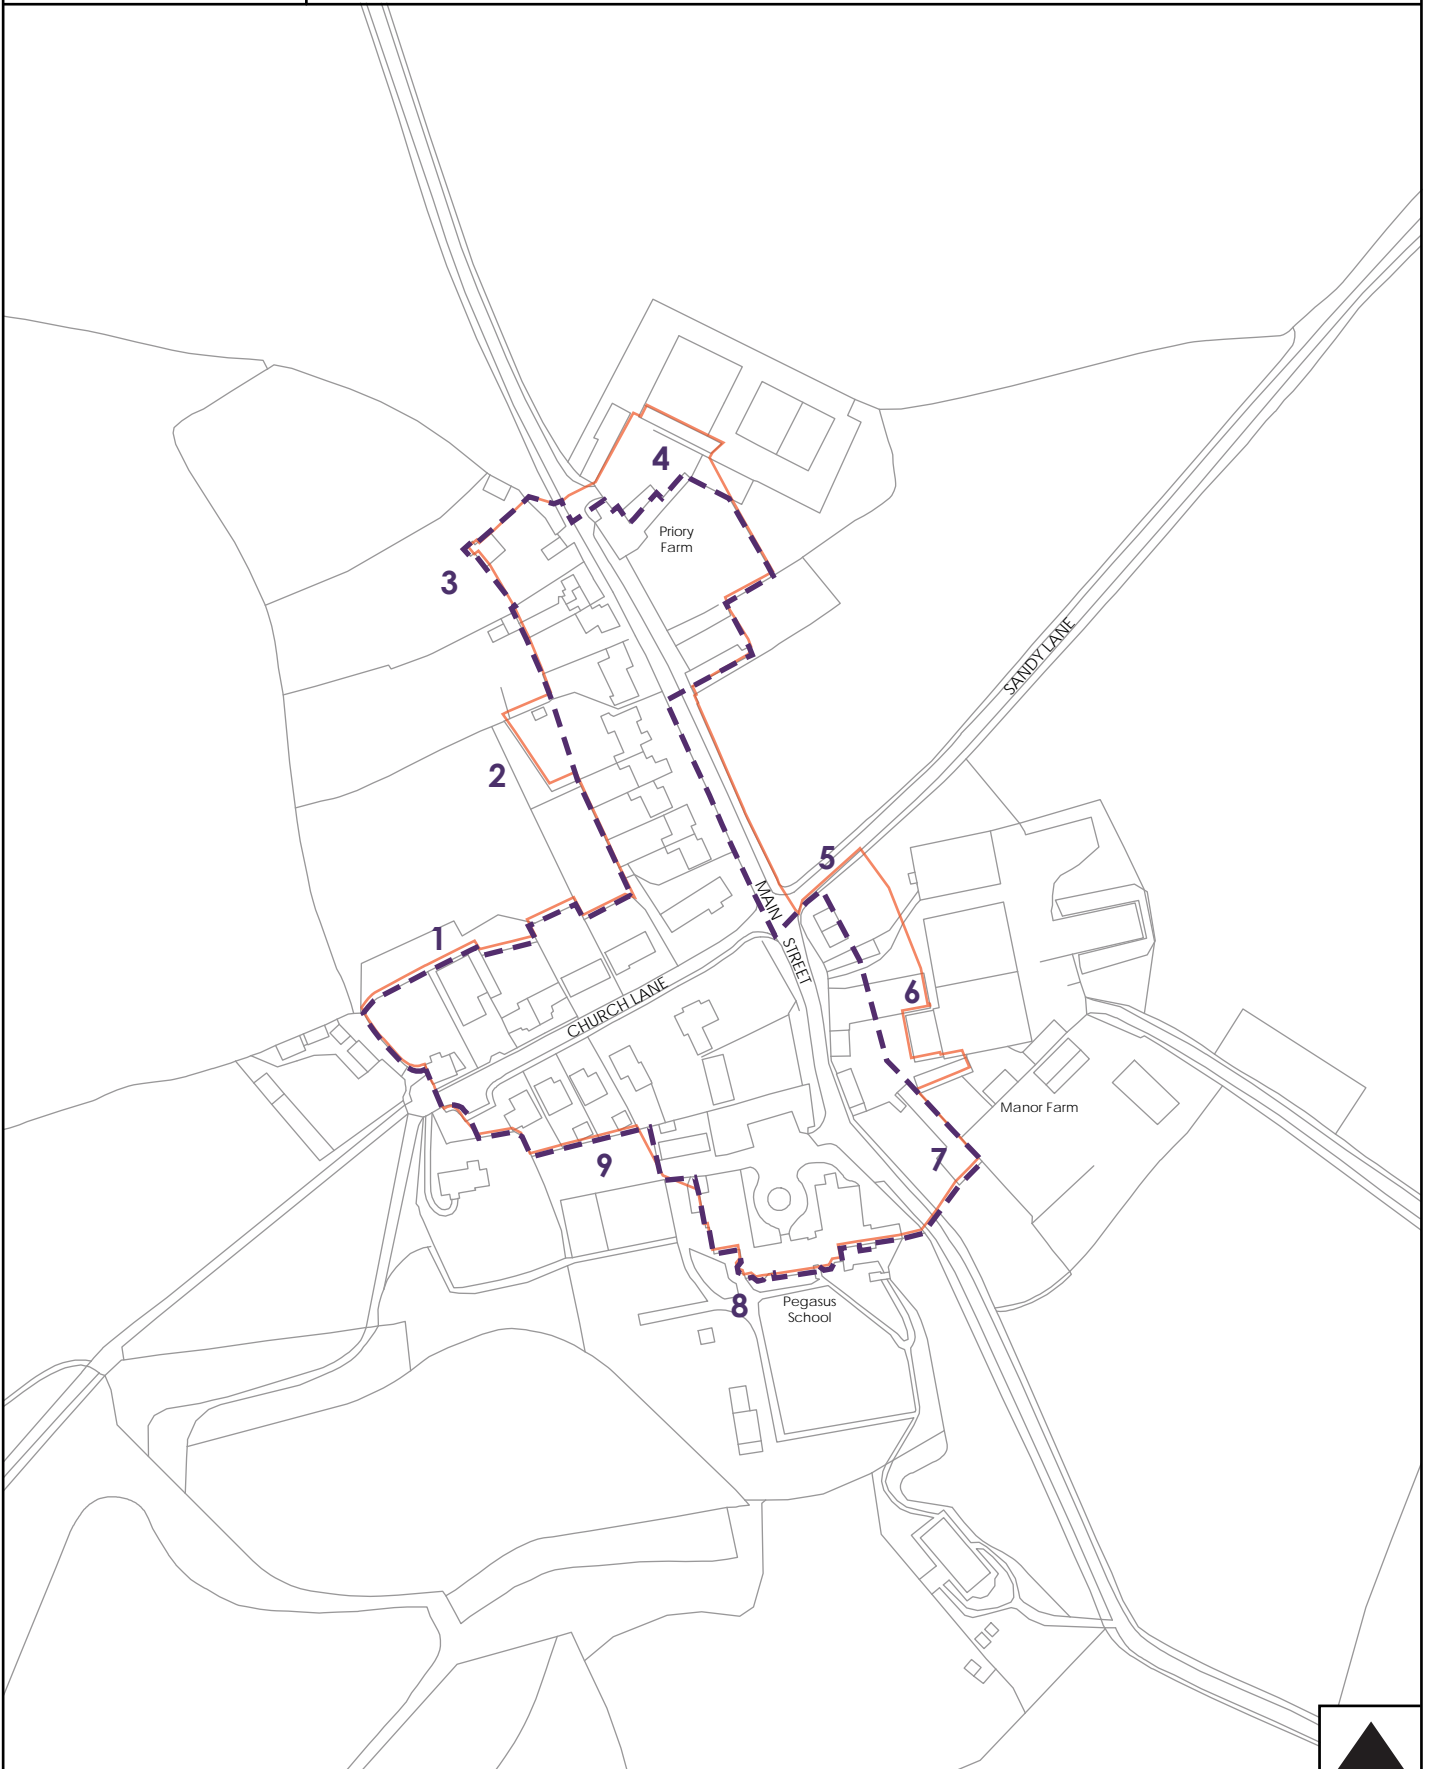 4
Priory
Farm
3
SANDY LANE
2
5
MAIN
STREET
1
CHURCH LANE
6
Manor Farm
7
9
8
Pegasus
School